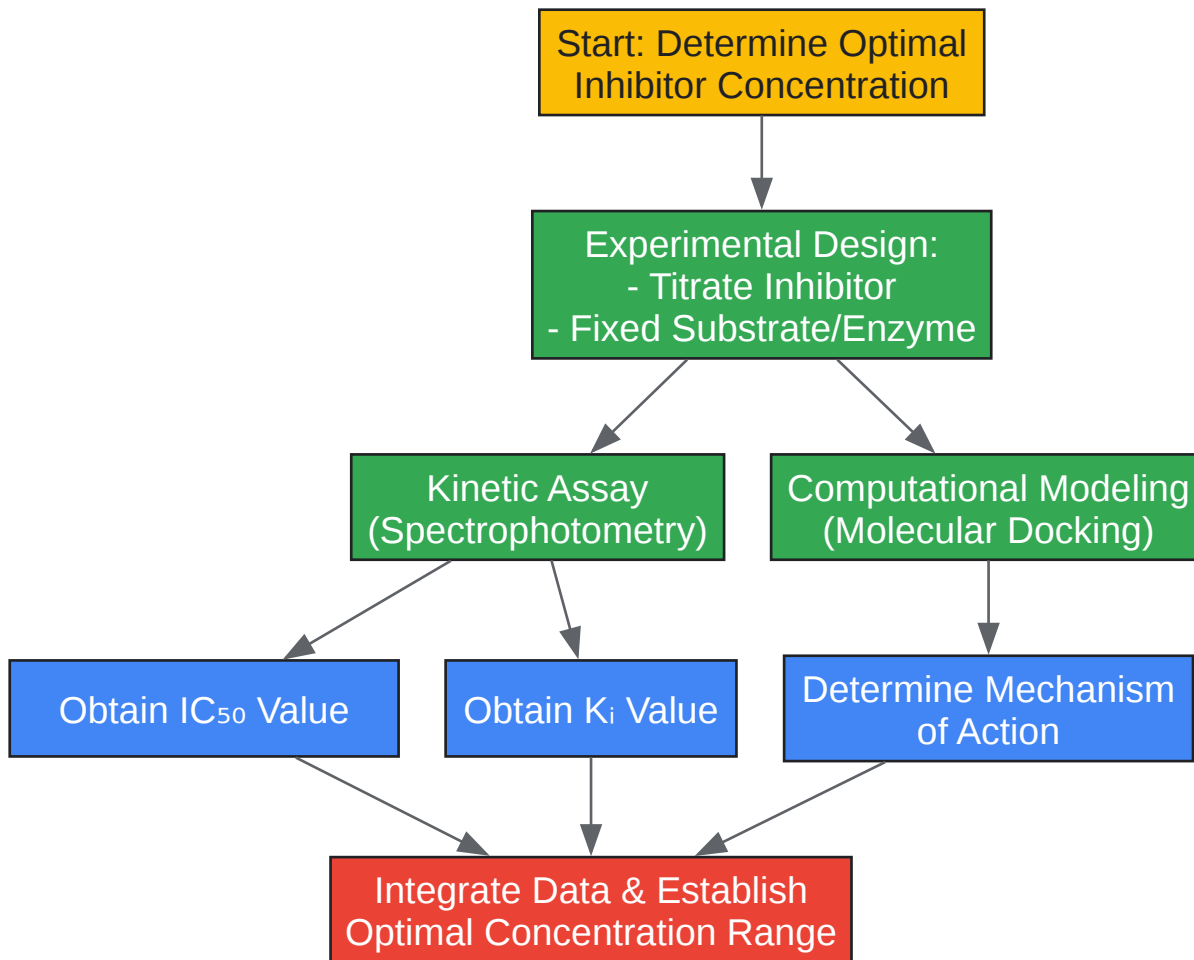 Start: Determine Optimal
Inhibitor Concentration
Experimental Design:
- Titrate Inhibitor
- Fixed Substrate/Enzyme
Kinetic Assay
(Spectrophotometry)
Computational Modeling
(Molecular Docking)
Obtain IC₅₀ Value
Obtain Kᵢ Value
Determine Mechanism
of Action
Integrate Data & Establish
Optimal Concentration Range